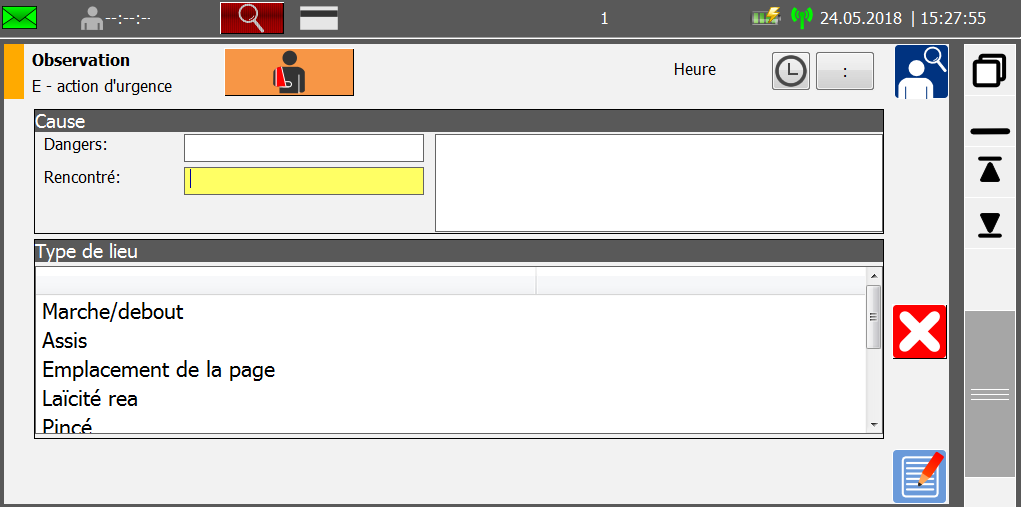 --:--:--
1
24.05.2018 | 15:27:55
Observation
E - action d'urgence
Heure
:
Cause
Dangers:
Rencontré:
Type de lieu
Marche/debout
Assis
Emplacement de la page
Laïcité rea
Pincé